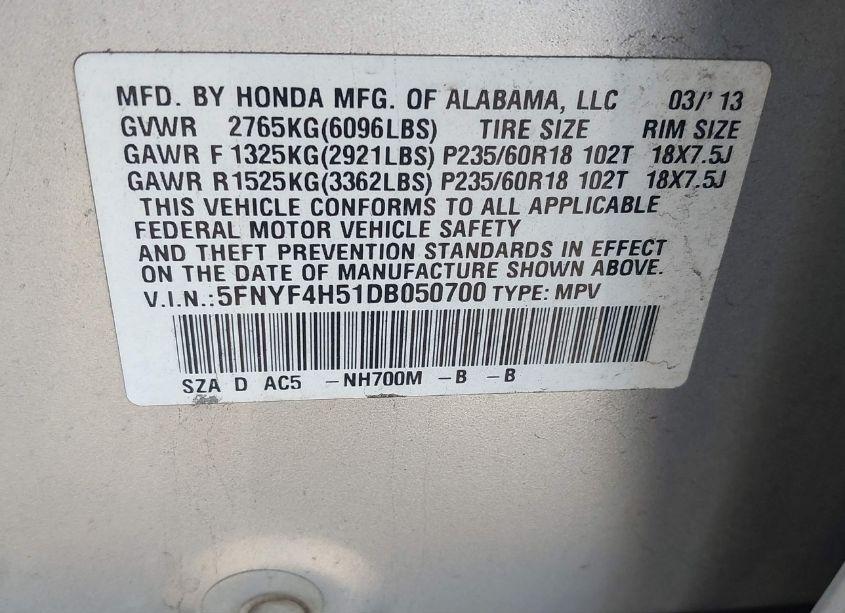 MFD. BY HONDA MFG. OF ALABAMA, LLC 03/' 13
GVWR 2765KG(6096LBS) TIRE SIZE RIM SIZE
GAWR F 1325KG(2921LBS) P235/60R18 102T 18X7.5J
GAWR R 1525KG(3362LBS) P235/60R18 102T 18X7.5J
THIS VEHICLE CONFORMS TO ALL APPLICABLE
FEDERAL MOTOR VEHICLE SAFETY
AND THEFT PREVENTION STANDARDS IN EFFECT
ON THE DATE OF MANUFACTURE SHOWN ABOVE.
V.I.N.: 5FNYF4H51DB050700 TYPE: MPV
SZA D AC5 -NH700M -B -B